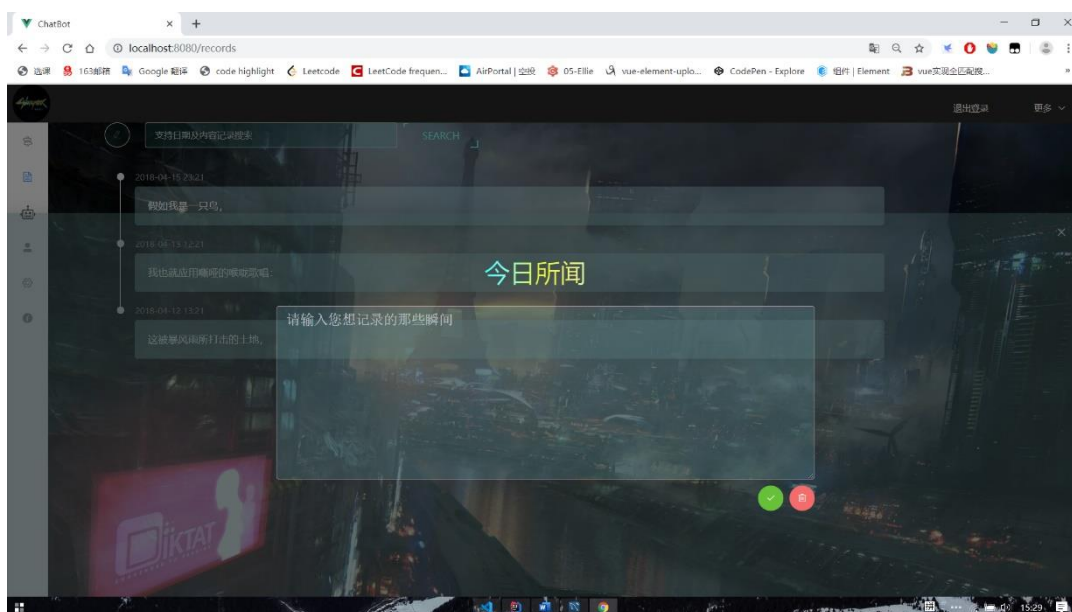 ChatBot
localhost:8080/records
选课
163邮箱
Google 翻译
code highlight
Leetcode
LeetCode frequen...
AirPortal | 空投
05-Ellie
vue-element-uplo...
CodePen - Explore
组件 | Element
vue实现全匹配搜...
退出登录
更多
支持日期及内容记录搜索
SEARCH
2018-04-15 23:21
假如我是一只鸟,
2018-04-13 12:21
我也就应用嘶哑的喉咙歌唱:
今日所闻
2018-04-12 13:21
请输入您想记录的那些瞬间
这被暴风雨所打击的土地,
DIKTAT
15:29